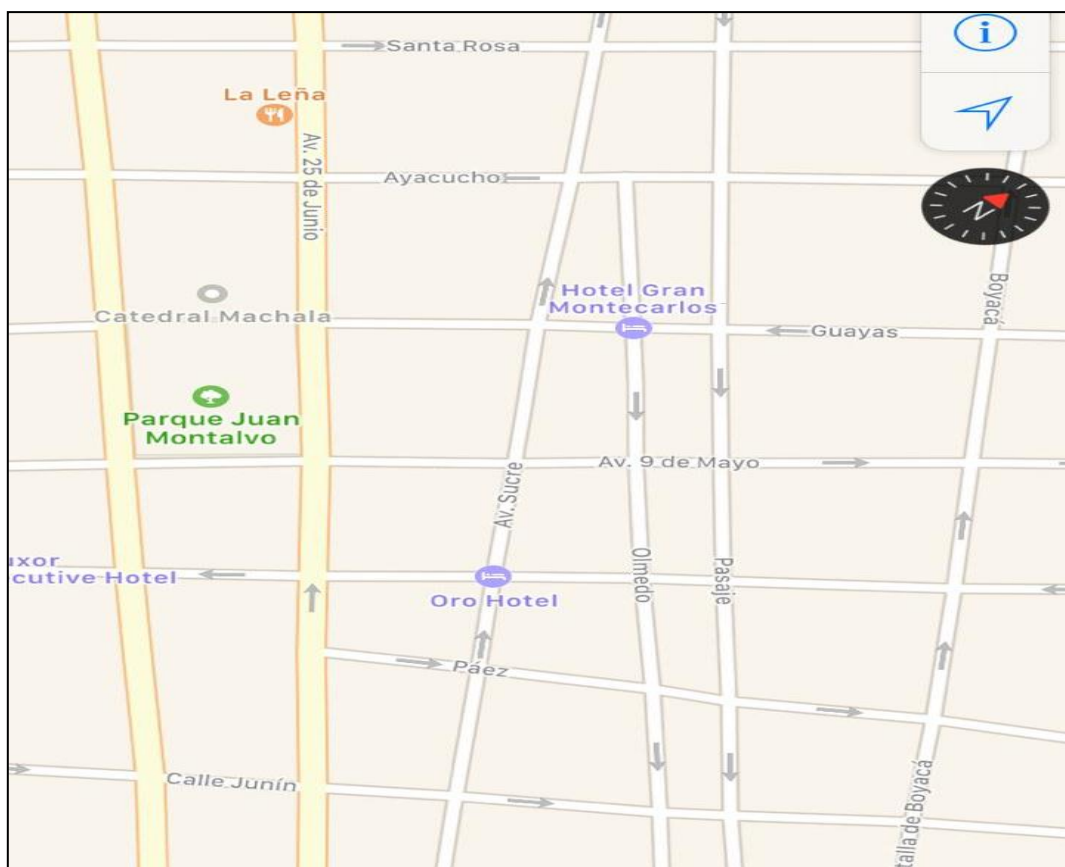 Santa Rosa
La Leña
Av. 25 de Junio
Ayacucho
Boyacá
Hotel Gran
Montecarlos
Catedral Machala
Guayas
Parque Juan
Montalvo
Av. 9 de Mayo
Av. Sucre
uxor
cutive Hotel
Oro Hotel
Olmedo
Pasaje
Páez
Calle Junín
talla de Boyacá
N
i